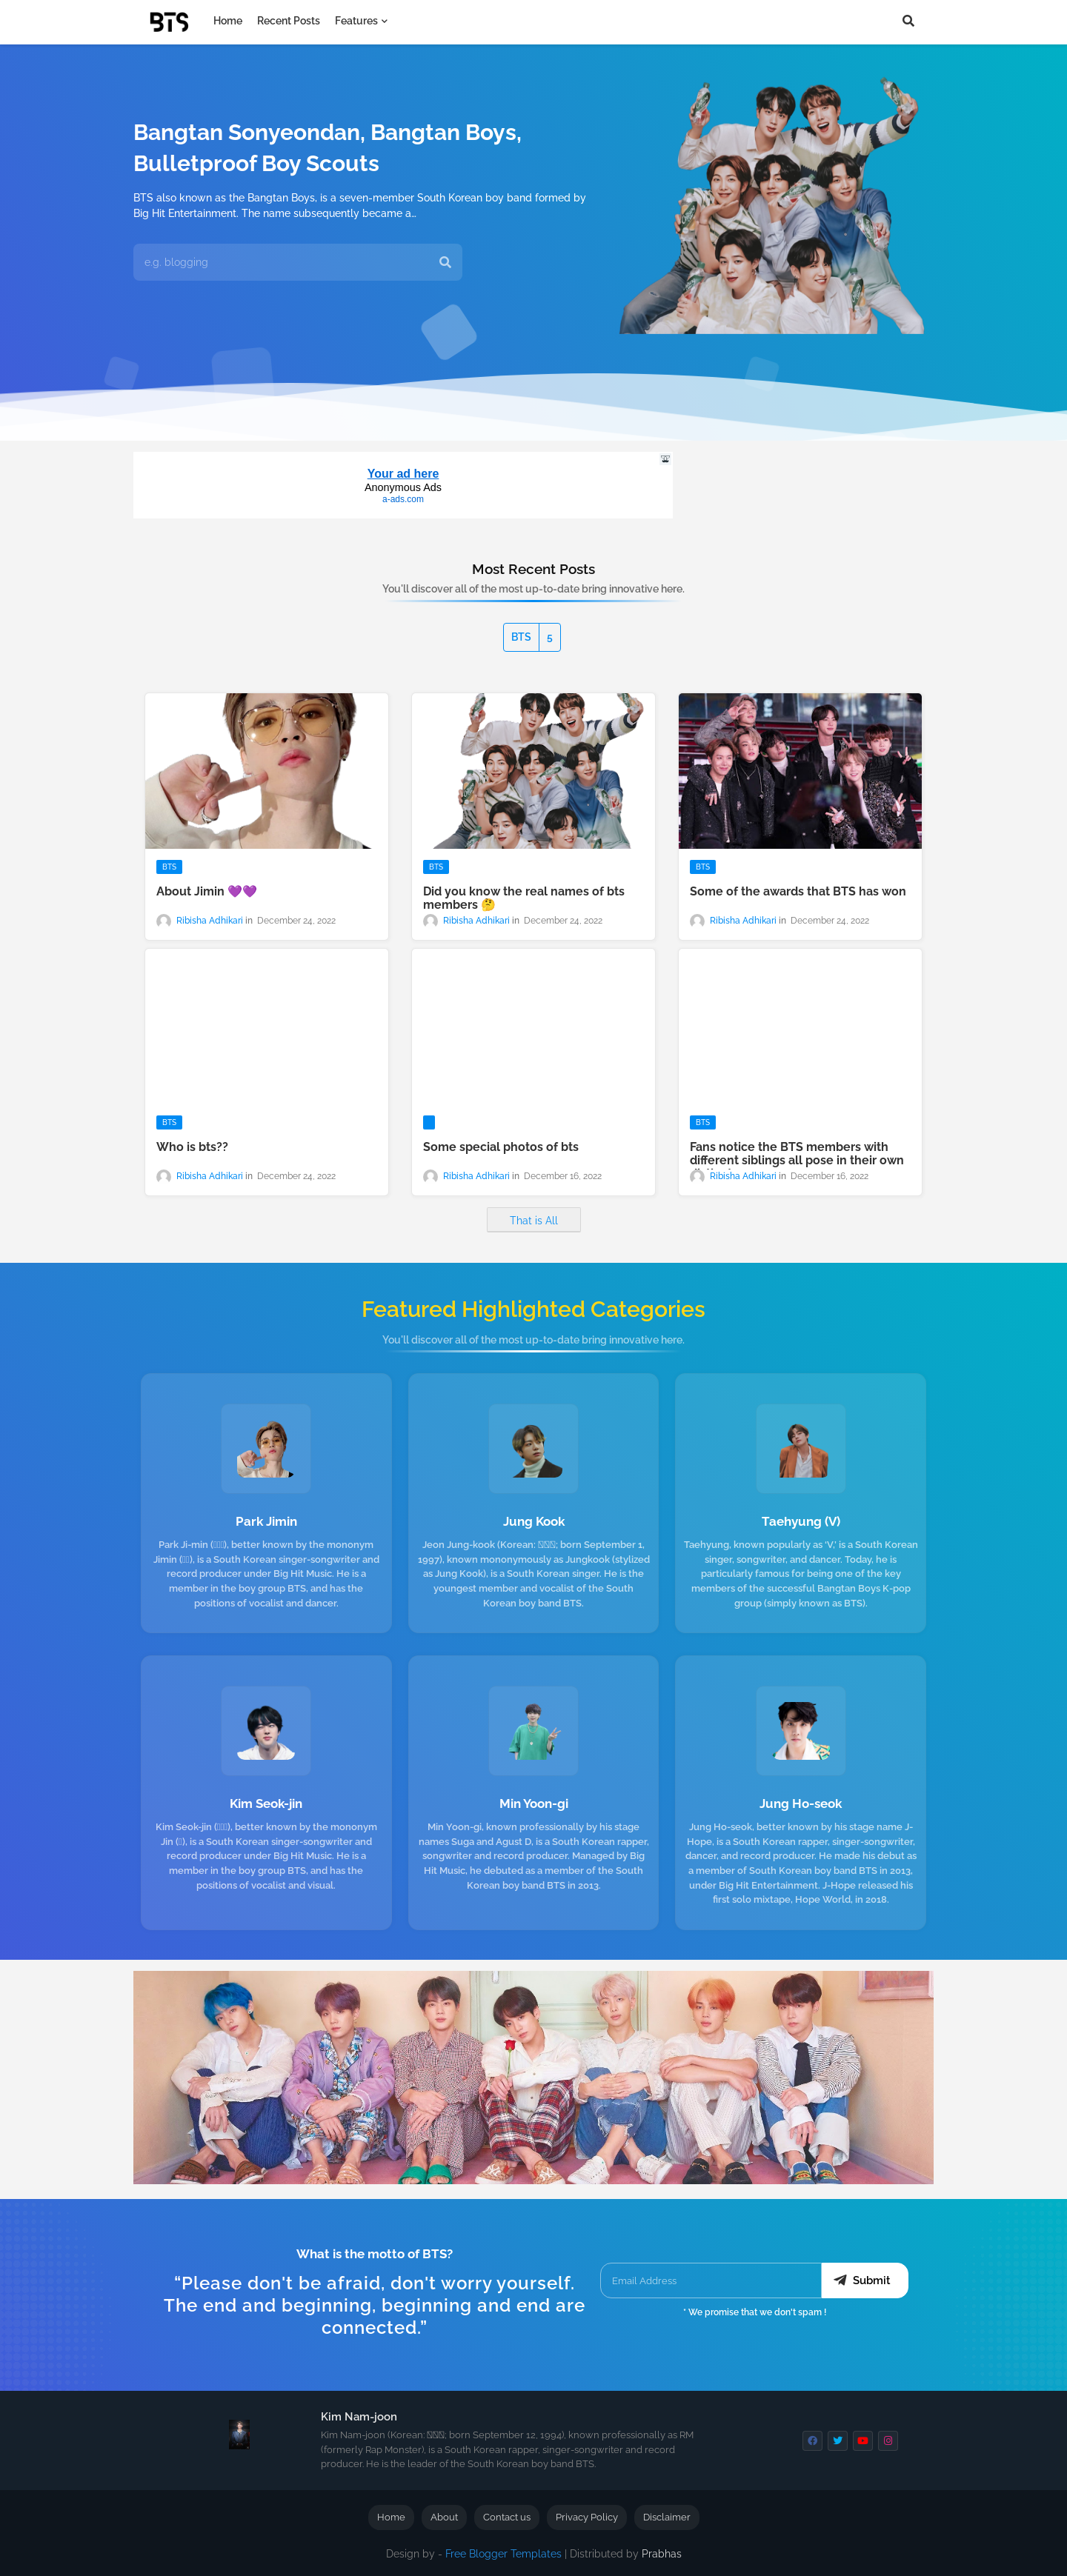 BTS Home Recent Posts Features
Bangtan Sonyeondan, Bangtan Boys,
Bulletproof Boy Scouts
BTS also known as the Bangtan Boys, is a seven-member South Korean boy band formed by
Big Hit Entertainment. The name subsequently became a…
e.g. blogging
Your ad here
Anonymous Ads
a-ads.com
Most Recent Posts
You'll discover all of the most up-to-date bring innovative here.
BTS 5
BTS
About Jimin 💜💜
Ribisha Adhikari in December 24, 2022
BTS
Did you know the real names of bts
members 🤔
Ribisha Adhikari in December 24, 2022
BTS
Some of the awards that BTS has won
Ribisha Adhikari in December 24, 2022
BTS
Who is bts??
Ribisha Adhikari in December 24, 2022
Some special photos of bts
Ribisha Adhikari in December 16, 2022
BTS
Fans notice the BTS members with
different siblings all pose in their own
Ribisha Adhikari in December 16, 2022
That is All
Featured Highlighted Categories
You'll discover all of the most up-to-date bring innovative here.
Park Jimin
Park Ji-min (), better known by the mononym
Jimin (), is a South Korean singer-songwriter and
record producer under Big Hit Music. He is a
member in the boy group BTS, and has the
positions of vocalist and dancer.
Jung Kook
Jeon Jung-kook (Korean: ; born September 1,
1997), known mononymously as Jungkook (stylized
as Jung Kook), is a South Korean singer. He is the
youngest member and vocalist of the South
Korean boy band BTS.
Taehyung (V)
Taehyung, known popularly as 'V,' is a South Korean
singer, songwriter, and dancer. Today, he is
particularly famous for being one of the key
members of the successful Bangtan Boys K-pop
group (simply known as BTS).
Kim Seok-jin
Kim Seok-jin (), better known by the mononym
Jin (), is a South Korean singer-songwriter and
record producer under Big Hit Music. He is a
member in the boy group BTS, and has the
positions of vocalist and visual.
Min Yoon-gi
Min Yoon-gi, known professionally by his stage
names Suga and Agust D, is a South Korean rapper,
songwriter and record producer. Managed by Big
Hit Music, he debuted as a member of the South
Korean boy band BTS in 2013.
Jung Ho-seok
Jung Ho-seok, better known by his stage name J-
Hope, is a South Korean rapper, singer-songwriter,
dancer, and record producer. He made his debut as
a member of South Korean boy band BTS in 2013,
under Big Hit Entertainment. J-Hope released his
first solo mixtape, Hope World, in 2018.
What is the motto of BTS?
“Please don't be afraid, don't worry yourself.
The end and beginning, beginning and end are
connected.”
Email Address
Submit
* We promise that we don't spam !
Kim Nam-joon
Kim Nam-joon (Korean: ; born September 12, 1994), known professionally as RM
(formerly Rap Monster), is a South Korean rapper, singer-songwriter and record
producer. He is the leader of the South Korean boy band BTS.
Home About Contact us Privacy Policy Disclaimer
Design by - Free Blogger Templates | Distributed by Prabhas